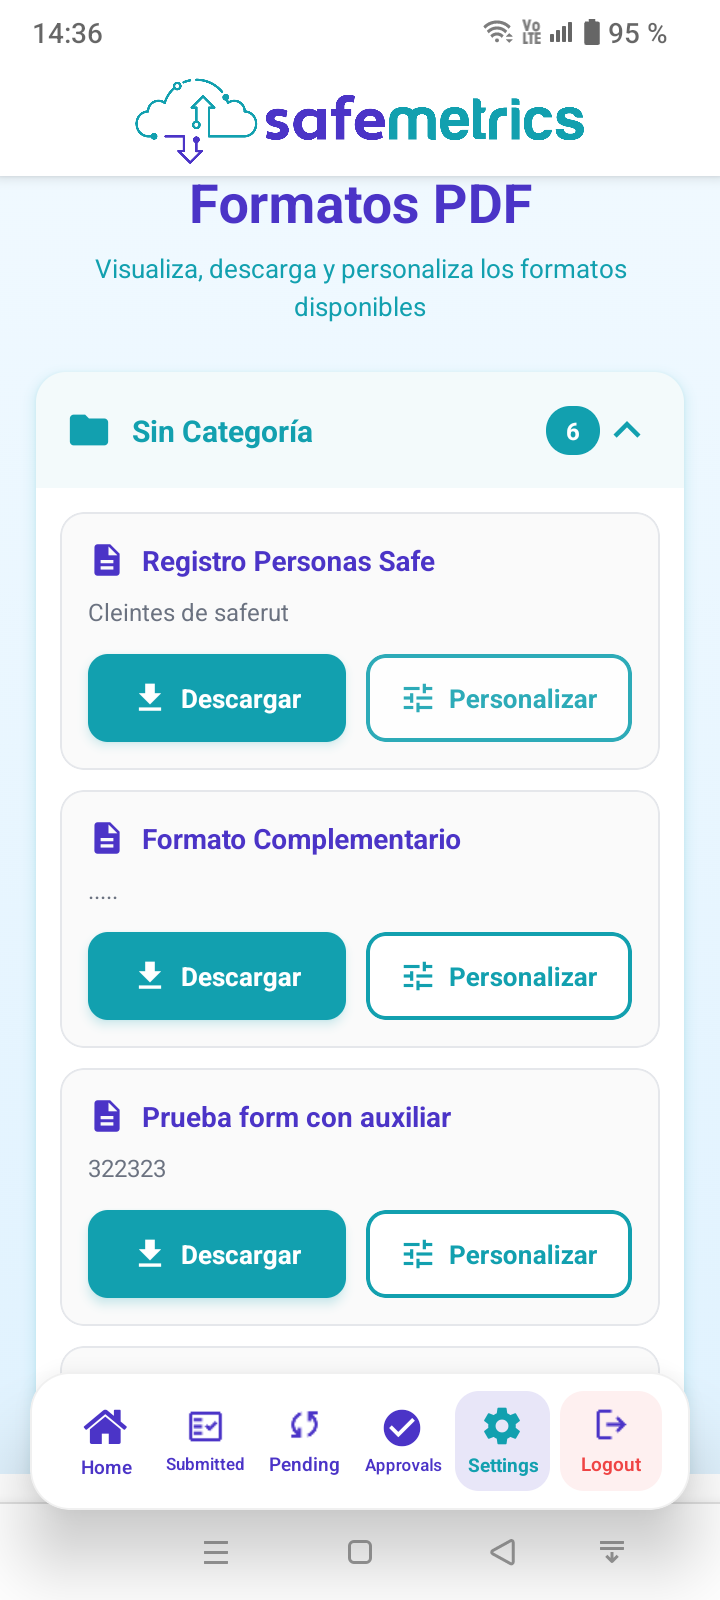 14:36
Vo
LTE
95 %
safemetrics
Formatos PDF
Visualiza, descarga y personaliza los formatos
disponibles
Sin Categoría
6
Registro Personas Safe
Cleintes de saferut
Descargar
Personalizar
Formato Complementario
.....
Descargar
Personalizar
Prueba form con auxiliar
322323
Descargar
Personalizar
Home
Submitted
Pending
Approvals
Settings
Logout